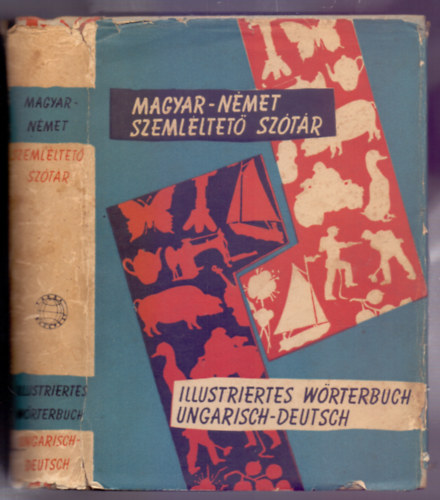 MAGYAR-
NÉMET
SZEMLÉLTETŐ
SZÓTÁR
ILLUSTRIERTES
WÖRTERBUCH
UNGARISCH-
DEUTSCH
MAGYAR-NÉMET
SZEMLÉLTETŐ SZÓTÁR
ILLUSTRIERTES WÖRTERBUCH
UNGARISCH-DEUTSCH